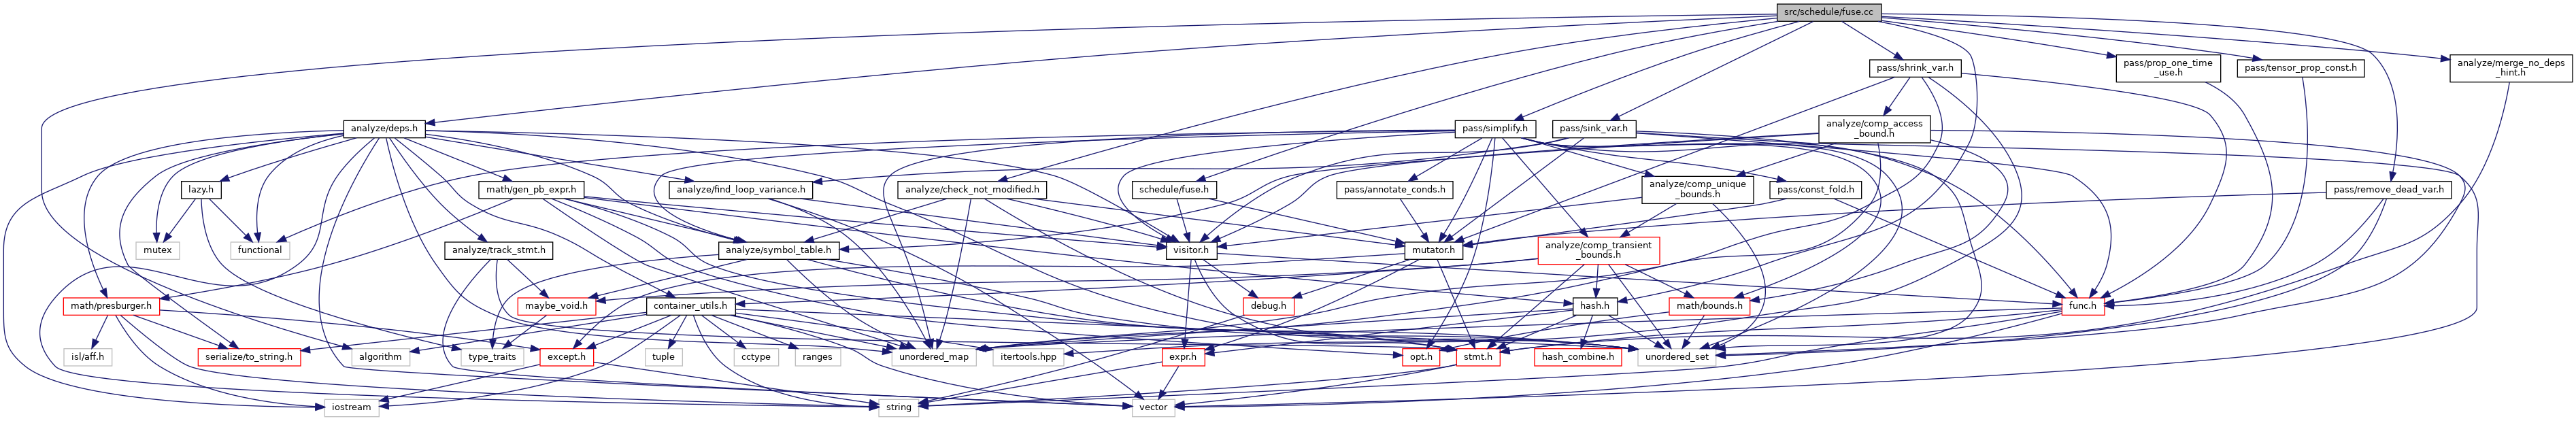 src/schedule/fuse.cc
pass/shrink_var.h
pass/prop_one_time
_use.h
pass/tensor_prop_const.h
analyze/merge_no_deps
_hint.h
analyze/deps.h
pass/simplify.h
pass/sink_var.h
analyze/comp_access
_bound.h
lazy.h
math/gen_pb_expr.h
analyze/find_loop_variance.h
analyze/check_not_modified.h
schedule/fuse.h
pass/annotate_conds.h
analyze/comp_unique
_bounds.h
pass/const_fold.h
pass/remove_dead_var.h
mutex
functional
analyze/track_stmt.h
analyze/symbol_table.h
visitor.h
mutator.h
analyze/comp_transient
_bounds.h
math/presburger.h
maybe_void.h
container_utils.h
debug.h
hash.h
math/bounds.h
func.h
isl/aff.h
serialize/to_string.h
algorithm
type_traits
except.h
tuple
cctype
ranges
unordered_map
itertools.hpp
expr.h
opt.h
stmt.h
hash_combine.h
unordered_set
iostream
string
vector